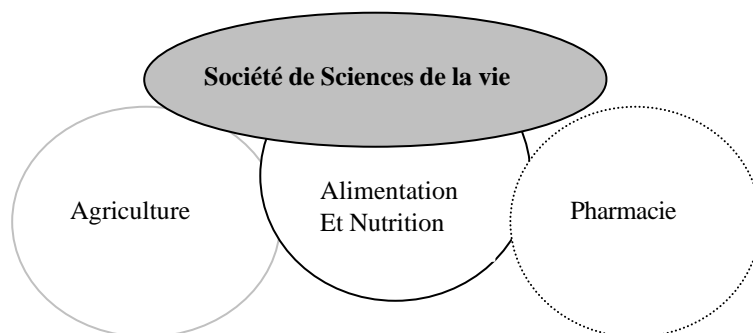 Société de Sciences de la vie
Agriculture
Alimentation
Et Nutrition
Pharmacie